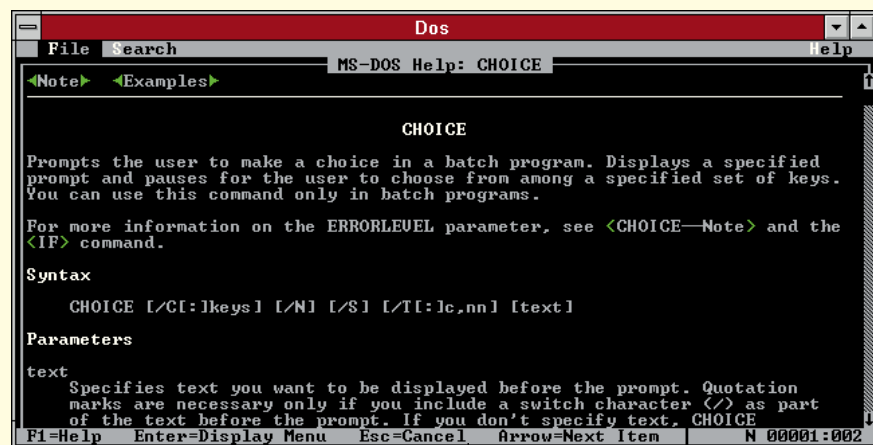 Dos
File Search Help
MS-DOS Help: CHOICE
◄Note► ◄Examples►
CHOICE
Prompts the user to make a choice in a batch program. Displays a specified
prompt and pauses for the user to choose from among a specified set of keys.
You can use this command only in batch programs.
For more information on the ERRORLEVEL parameter, see <CHOICE──Note> and the
<IF> command.
Syntax
CHOICE [/C[:]keys] [/N] [/S] [/T[:]c,nn] [text]
Parameters
text
Specifies text you want to be displayed before the prompt. Quotation
marks are necessary only if you include a switch character (/) as part
of the text before the prompt. If you don't specify text, CHOICE
F1=Help Enter=Display Menu Esc=Cancel Arrow=Next Item N 00001:002